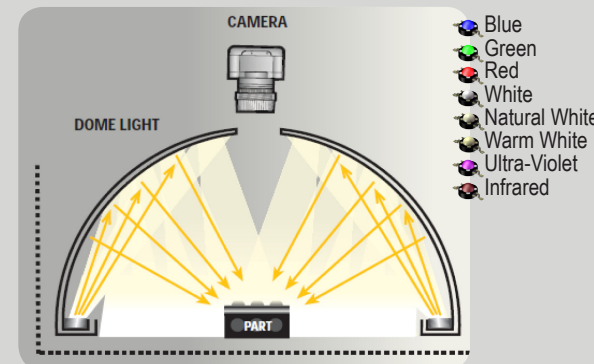 CAMERA
DOME LIGHT
PART
Blue
Green
Red
White
Natural White
Warm White
Ultra-Violet
Infrared